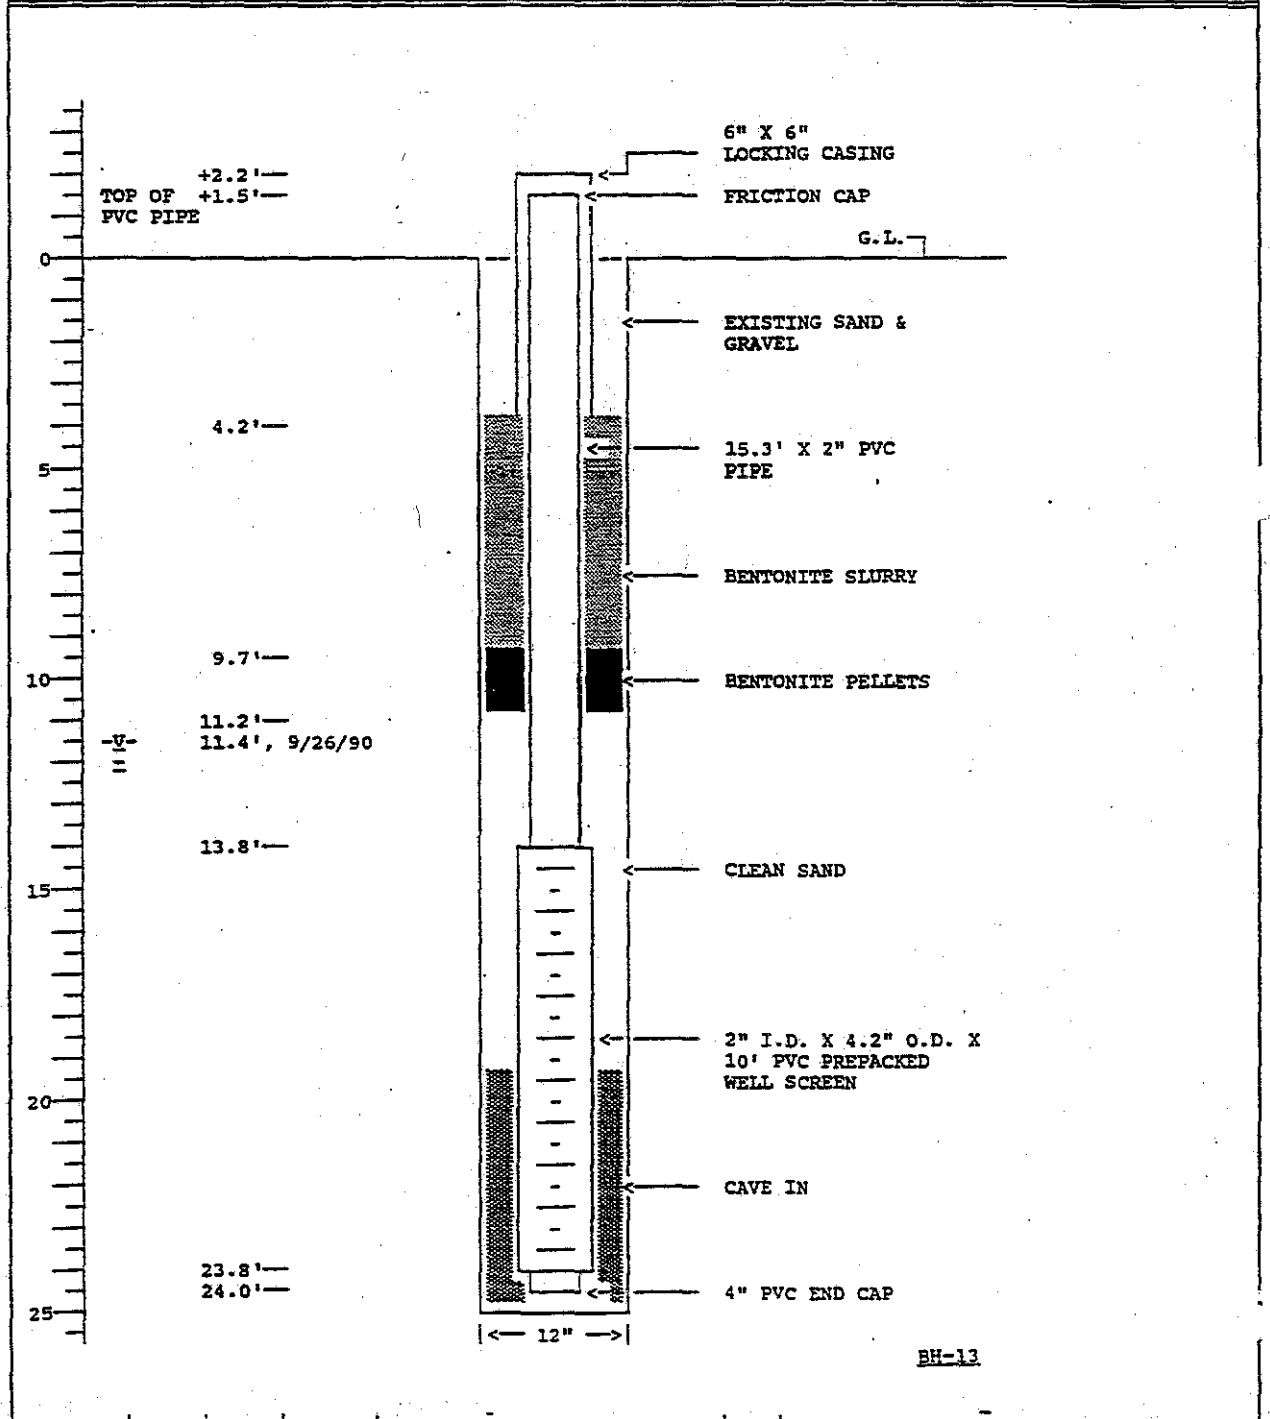 6" X 6"
LOCKING CASING
+2.2'
TOP OF +1.5'
PVC PIPE
FRICTION CAP
G.L.
0
EXISTING SAND &
GRAVEL
4.2'
15.3' X 2" PVC
PIPE
5
BENTONITE SLURRY
9.7'
10
BENTONITE PELLETS
11.2'
11.4', 9/26/90
13.8'
CLEAN SAND
15
2" I.D. X 4.2" O.D. X
10' PVC PREPACKED
WELL SCREEN
20
CAVE IN
23.8'
24.0'
4" PVC END CAP
25
12"
BH-13